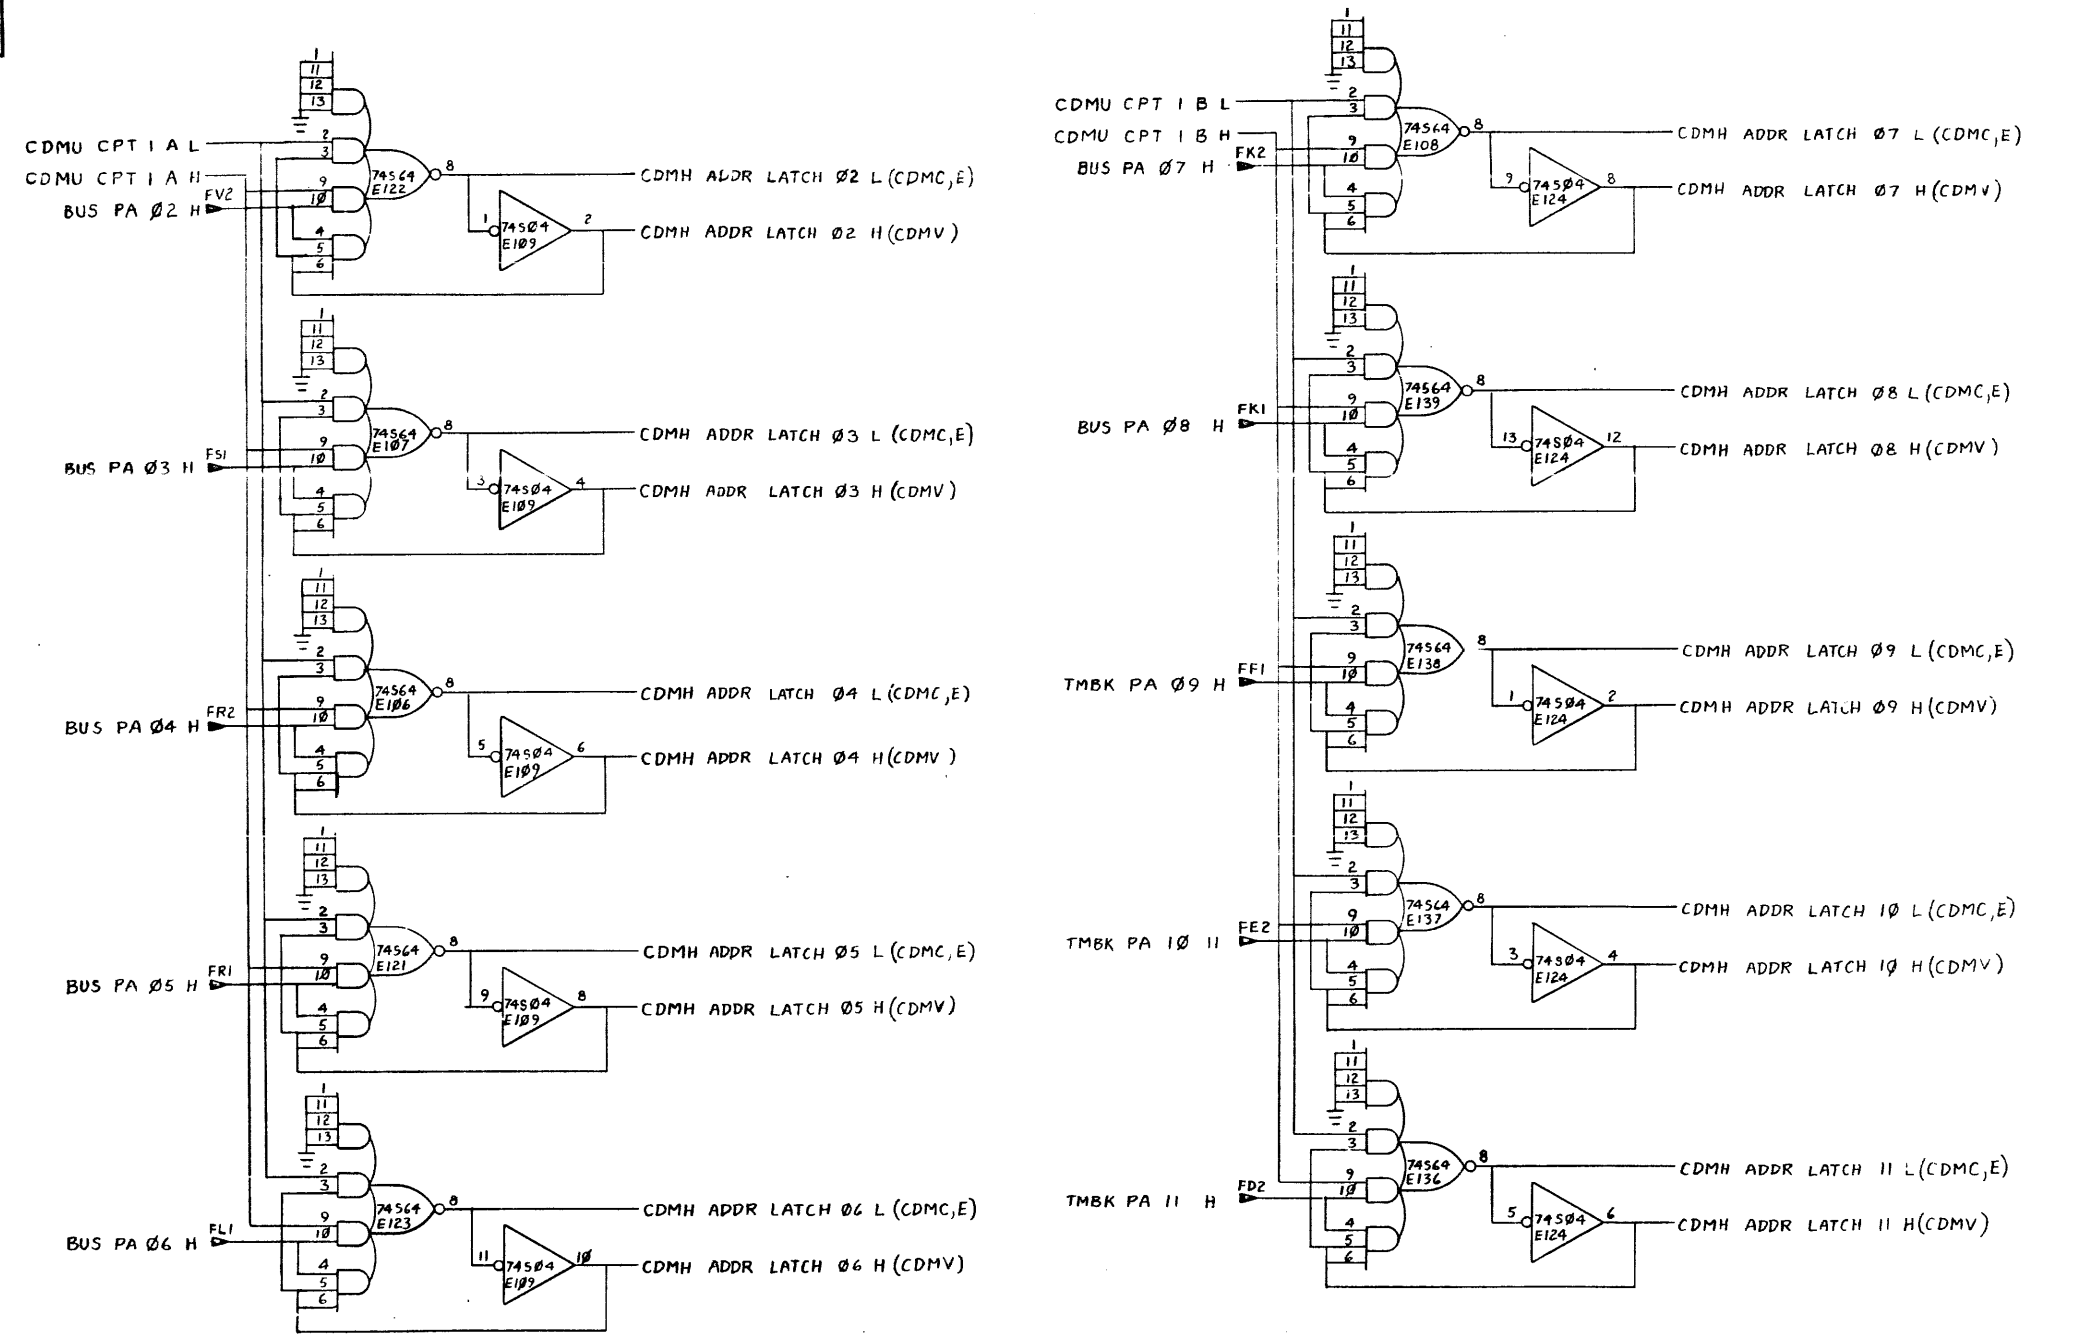 1
11
12
13
CDMU CPT 1 A L
2
3
CDMU CPT 1 A H
FV2
9
10
74S64
E122
8
CDMH ADDR LATCH Ø2 L (CDMC,E)
BUS PA Ø2 H
4
5
6
1
74SØ4
E1Ø9
2
CDMH ADDR LATCH Ø2 H (CDMV)
1
11
12
13
2
3
9
1Ø
74S64
E1Ø7
8
CDMH ADDR LATCH Ø3 L (CDMC,E)
BUS PA Ø3 H
FS1
4
5
6
3
74SØ4
E1Ø9
4
CDMH ADDR LATCH Ø3 H (CDMV)
1
11
12
13
2
3
9
1Ø
74S64
E1Ø6
8
CDMH ADDR LATCH Ø4 L (CDMC,E)
BUS PA Ø4 H
FR2
4
5
6
5
74SØ4
E1Ø9
6
CDMH ADDR LATCH Ø4 H (CDMV)
1
11
12
13
2
3
9
1Ø
74S64
E121
8
CDMH ADDR LATCH Ø5 L (CDMC,E)
BUS PA Ø5 H
FR1
4
5
6
9
74SØ4
E1Ø9
8
CDMH ADDR LATCH Ø5 H (CDMV)
1
11
12
13
2
3
9
1Ø
74S64
E123
8
CDMH ADDR LATCH Ø6 L (CDMC,E)
BUS PA Ø6 H
FL1
4
5
6
11
74SØ4
E1Ø9
1Ø
CDMH ADDR LATCH Ø6 H (CDMV)
1
11
12
13
CDMU CPT 1 B L
2
3
CDMU CPT 1 B H
BUS PA Ø7 H
FK2
9
1Ø
74S64
E1Ø8
8
CDMH ADDR LATCH Ø7 L (CDMC,E)
4
5
6
9
74SØ4
E124
8
CDMH ADDR LATCH Ø7 H (CDMV)
1
11
12
13
2
3
9
1Ø
74S64
E139
8
CDMH ADDR LATCH Ø8 L (CDMC,E)
BUS PA Ø8 H
FK1
4
5
6
13
74SØ4
E124
12
CDMH ADDR LATCH Ø8 H (CDMV)
1
11
12
13
2
3
9
1Ø
74S64
E138
8
CDMH ADDR LATCH Ø9 L (CDMC,E)
TMBK PA Ø9 H
FF1
4
5
6
1
74SØ4
E124
2
CDMH ADDR LATCH Ø9 H (CDMV)
1
11
12
13
2
3
9
1Ø
74S64
E137
8
CDMH ADDR LATCH 1Ø L (CDMC,E)
TMBK PA 1Ø H
FE2
4
5
6
3
74SØ4
E124
4
CDMH ADDR LATCH 1Ø H (CDMV)
1
11
12
13
2
3
9
1Ø
74S64
E136
8
CDMH ADDR LATCH 11 L (CDMC,E)
TMBK PA 11 H
FD2
4
5
6
5
74SØ4
E124
6
CDMH ADDR LATCH 11 H (CDMV)